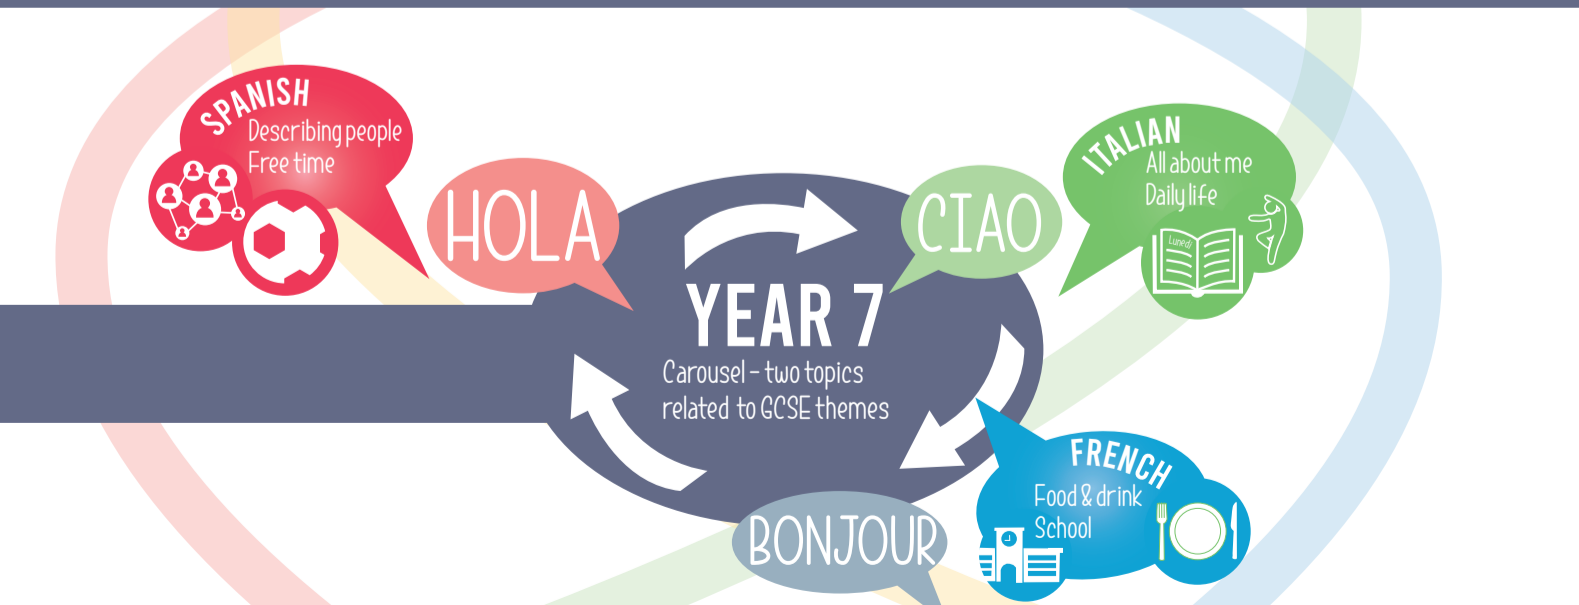 SPANISH
Describing people
Free time
HOLA
YEAR 7
Carousel - two topics
related to GCSE themes
CIAO
ITALIAN
All about me
Daily life
Lunedì
BONJOUR
FRENCH
Food & drink
School